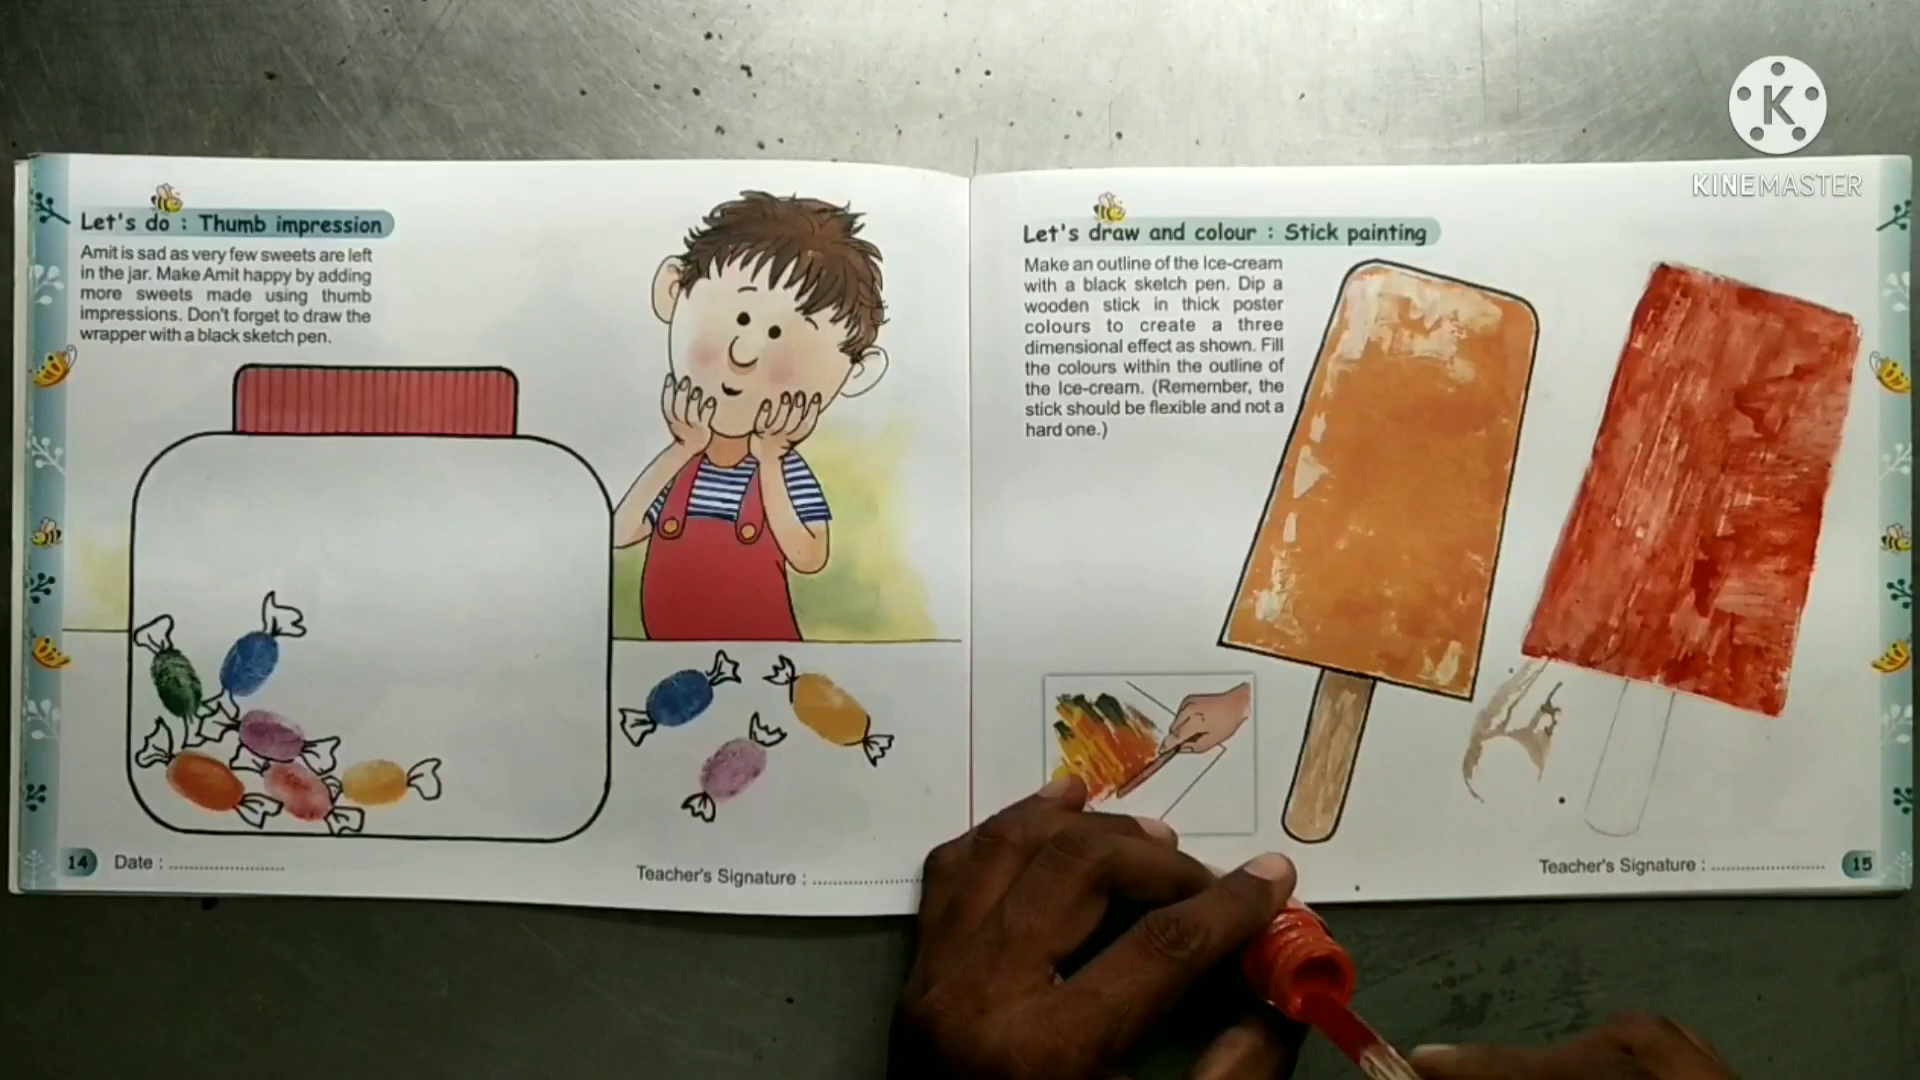 K
KINEMASTER
Let's do : Thumb impression
Amit is sad as very few sweets are left
in the jar. Make Amit happy by adding
more sweets made using thumb
impressions. Don't forget to draw the
wrapper with a black sketch pen.
14 Date : ........................
Teacher's Signature : ......................
Let's draw and colour : Stick painting
Make an outline of the Ice-cream
with a black sketch pen. Dip a
wooden stick in thick poster
colours to create a three
dimensional effect as shown. Fill
the colours within the outline of
the Ice-cream. (Remember, the
stick should be flexible and not a
hard one.)
Teacher's Signature : ........................ 15